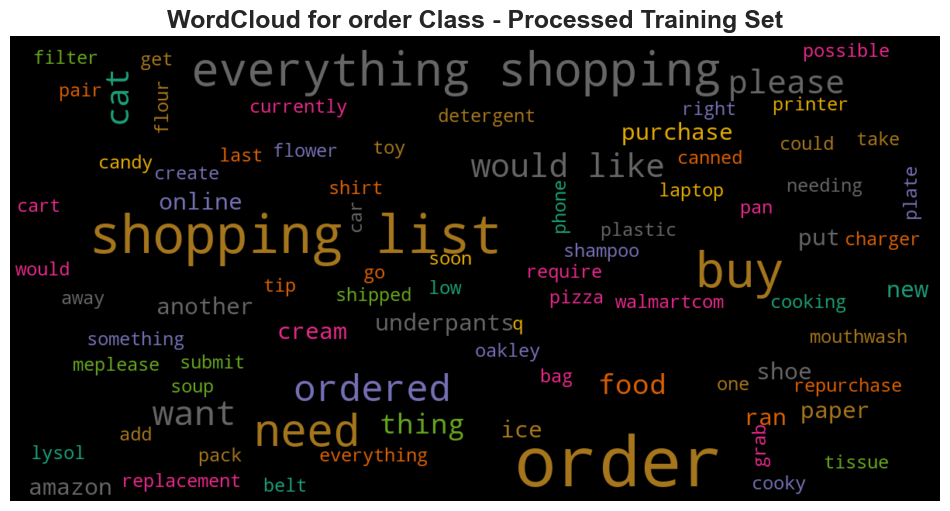 WordCloud for order Class - Processed Training Set
filter
get
everything shopping
possible
please
pair
cat
flour
currently
detergent
right
printer
purchase
could
take
candy
last
flower
toy
would like
canned
create
needing
cart
online
shirt
car
phone
laptop
plate
pan
shopping list
plastic
put
charger
soon
shampoo
buy
would
go
require
away
tip
shipped
low
pizza
walmartcom
cooking
new
another
cream
underpants
q
something
mouthwash
meplease
submit
oakley
soup
ordered
bag
food
one
shoe
repurchase
want
need
thing
ice
ran
paper
add
order
grab
lysol
pack
everything
tissue
amazon
replacement
belt
cooky